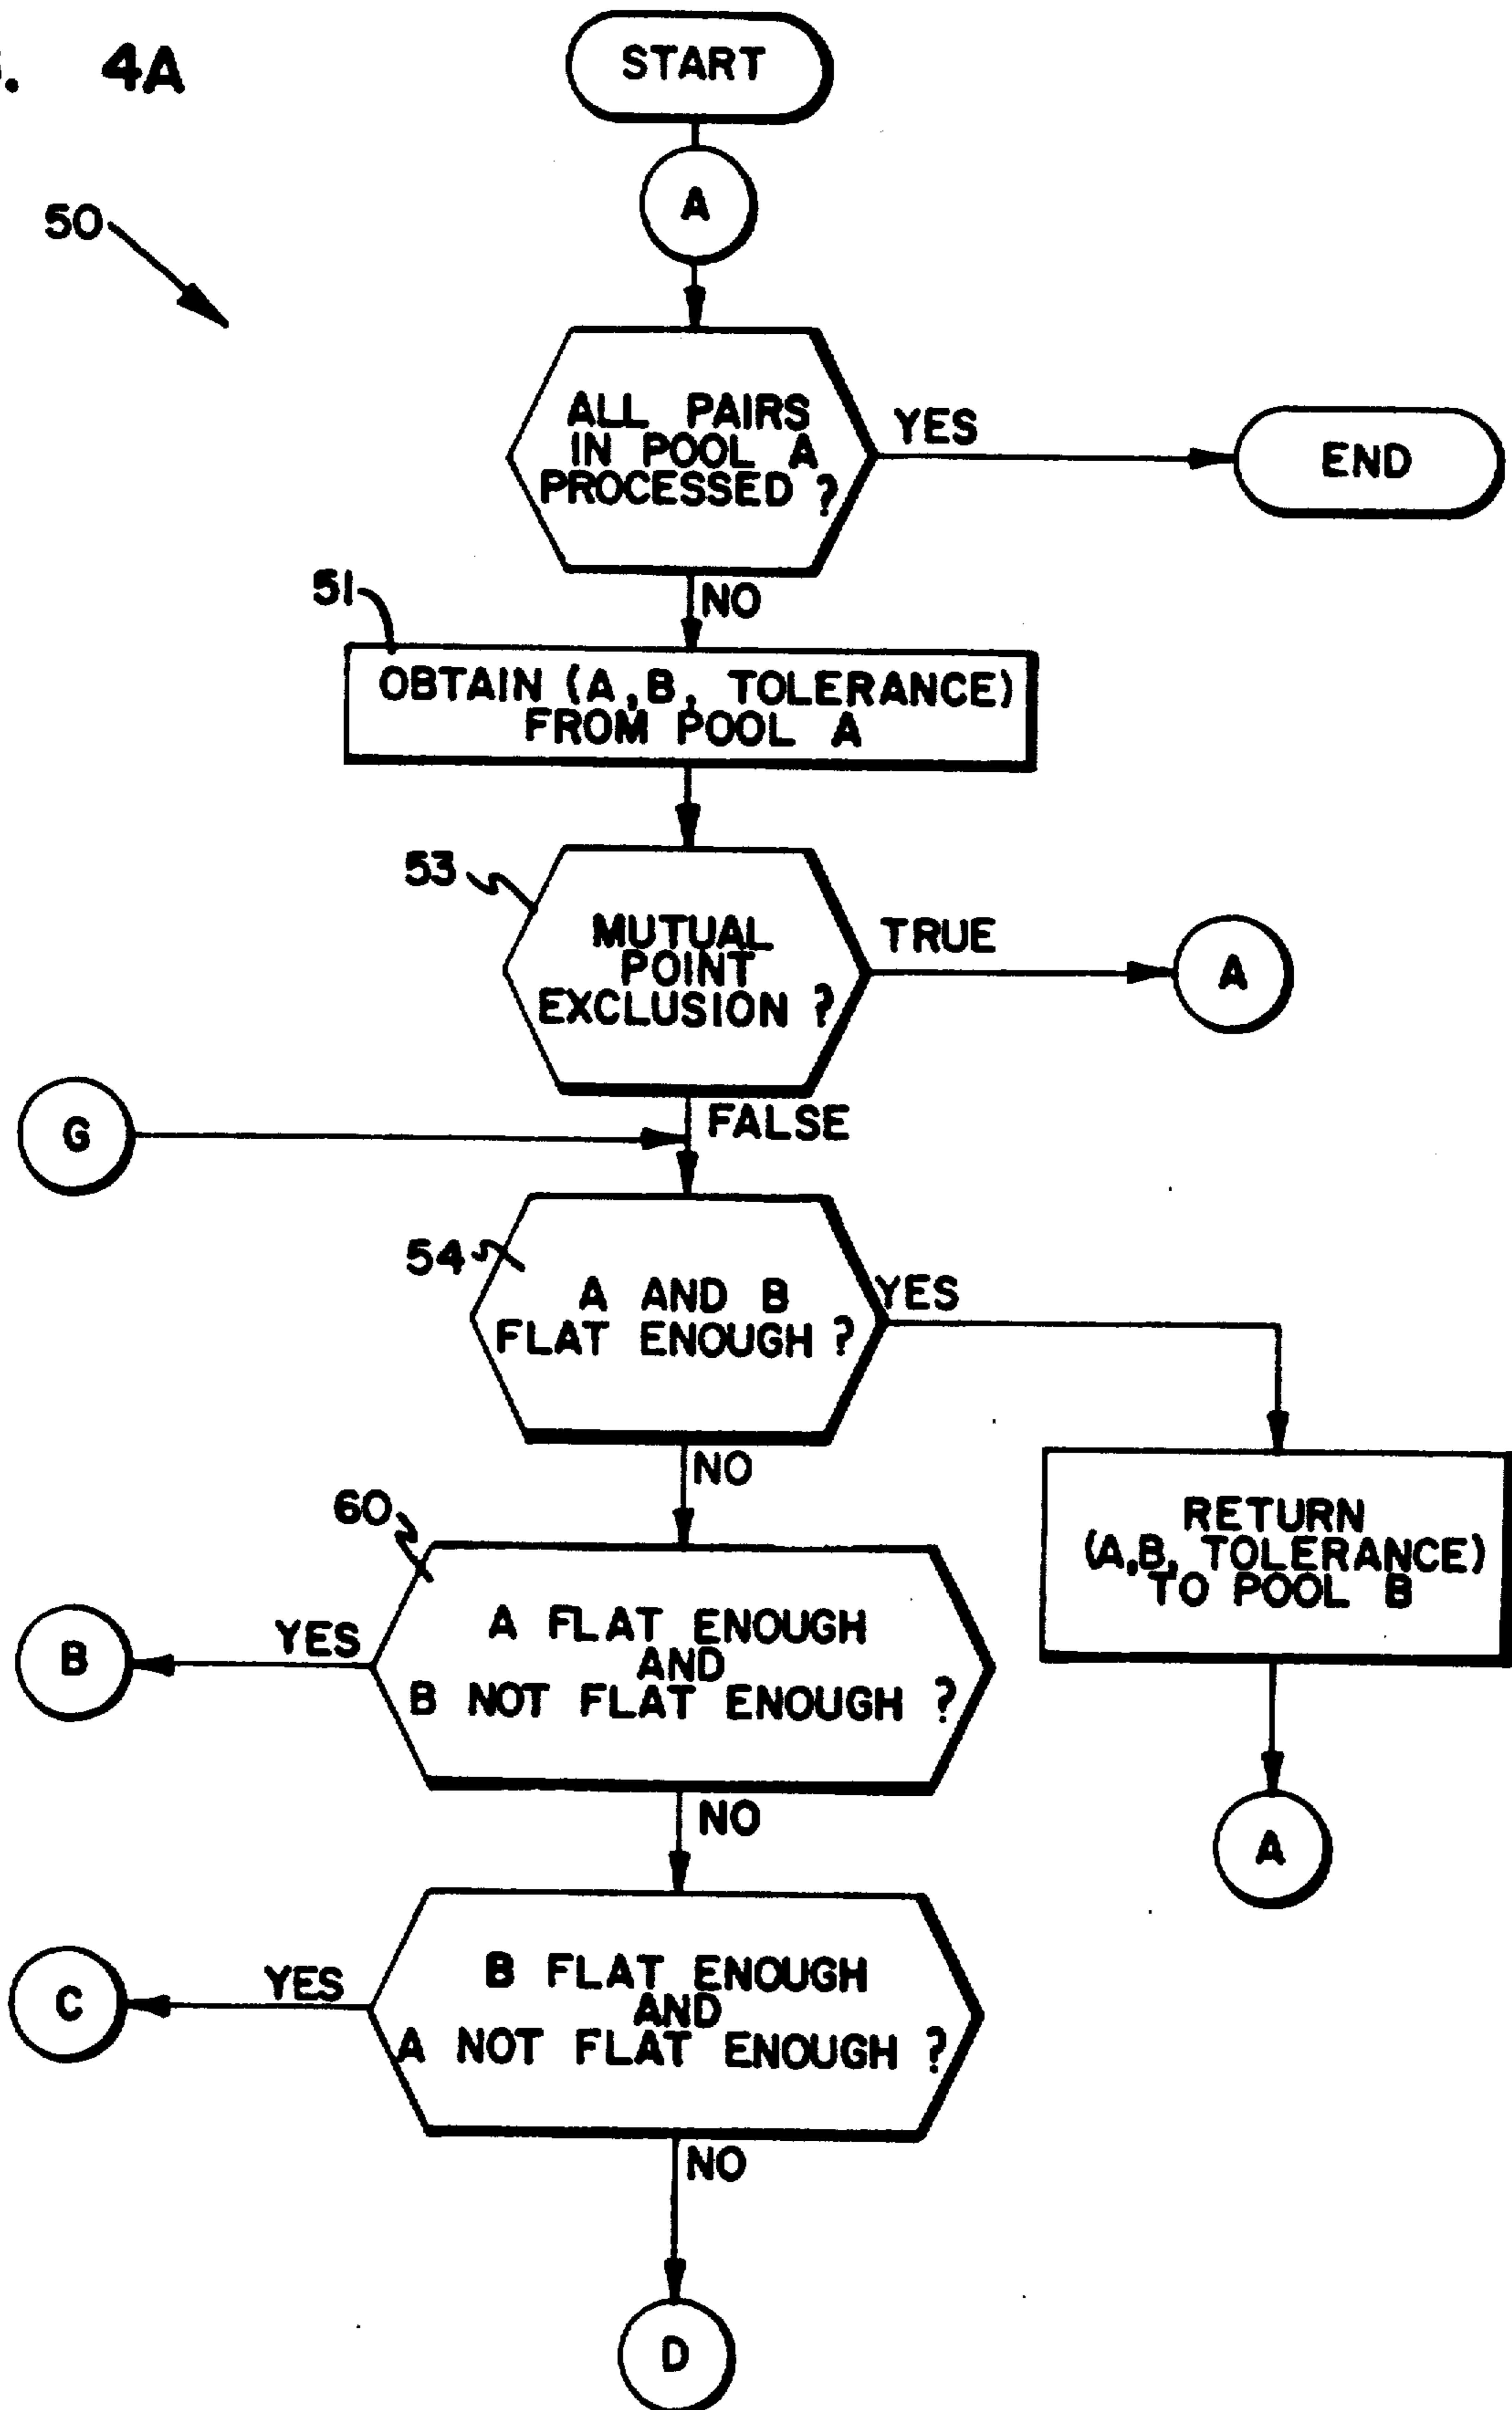 4A
START
A
50
ALL PAIRS
IN POOL A
PROCESSED ?
YES
END
NO
51
OBTAIN (A,B, TOLERANCE)
FROM POOL A
53
MUTUAL
POINT
EXCLUSION ?
TRUE
A
FALSE
G
54
A AND B
FLAT ENOUGH ?
YES
NO
RETURN
(A,B, TOLERANCE)
TO POOL B
A
60
A FLAT ENOUGH
AND
B NOT FLAT ENOUGH ?
YES
B
NO
B FLAT ENOUGH
AND
A NOT FLAT ENOUGH ?
YES
C
NO
D